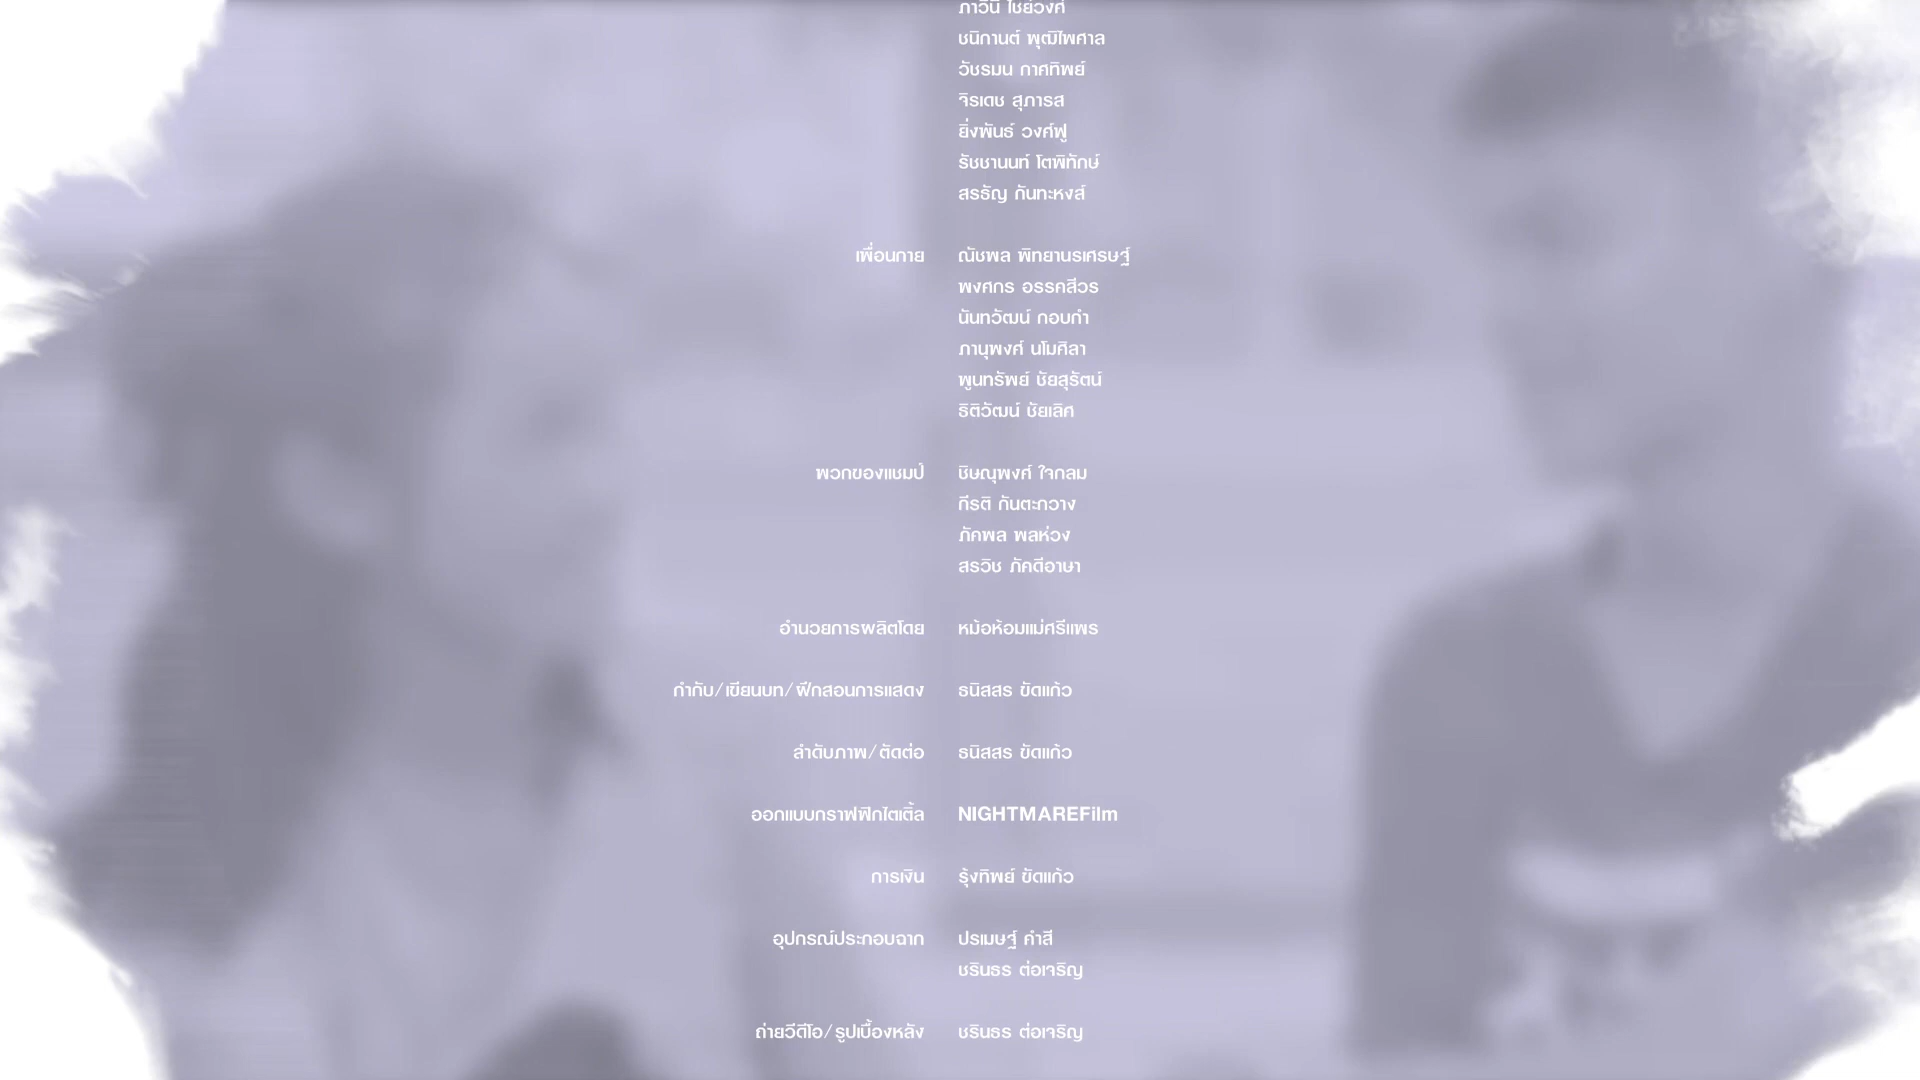 ภาวินี ไชยวงศ์
ชนิกานต์ พุฒิไพศาล
วัชรมน กาศทิพย์
จิรเดช สุภารส
ยิ่งพันธ์ วงศ์ฟู
รัชชานนท์ โตพิทักษ์
สรรัญ กันทะหงส์
เพื่อนกาย ณัชพล พิทยานรเศรษฐ์
พงศกร อรรคสีวร
นันทวัฒน์ กอบกำ
ภานุพงศ์ นโมศิลา
พูนทรัพย์ ชัยสุรัตน์
ธิติวัฒน์ ชัยเลิศ
พวกของแชมป์ ชิษณุพงศ์ ใจกลม
กีรติ กันตะกวาง
ภัคพล พลห่วง
สรวิช ภัคดีอาษา
อำนวยการผลิตโดย หม้อห้อมแม่ศรีแพร
กำกับ/เขียนบท/ฝึกสอนการแสดง ธนิสสร ขัดแก้ว
ลำดับภาพ/ตัดต่อ ธนิสสร ขัดแก้ว
ออกแบบกราฟฟิกไตเติ้ล NIGHTMAREFilm
การเงิน รุ้งทิพย์ ขัดแก้ว
อุปกรณ์ประกอบฉาก ปรเมษฐ์ คำสี
ชรินธร ต่อเจริญ
ถ่ายวีดีโอ/รูปเบื้องหลัง ชรินธร ต่อเจริญ